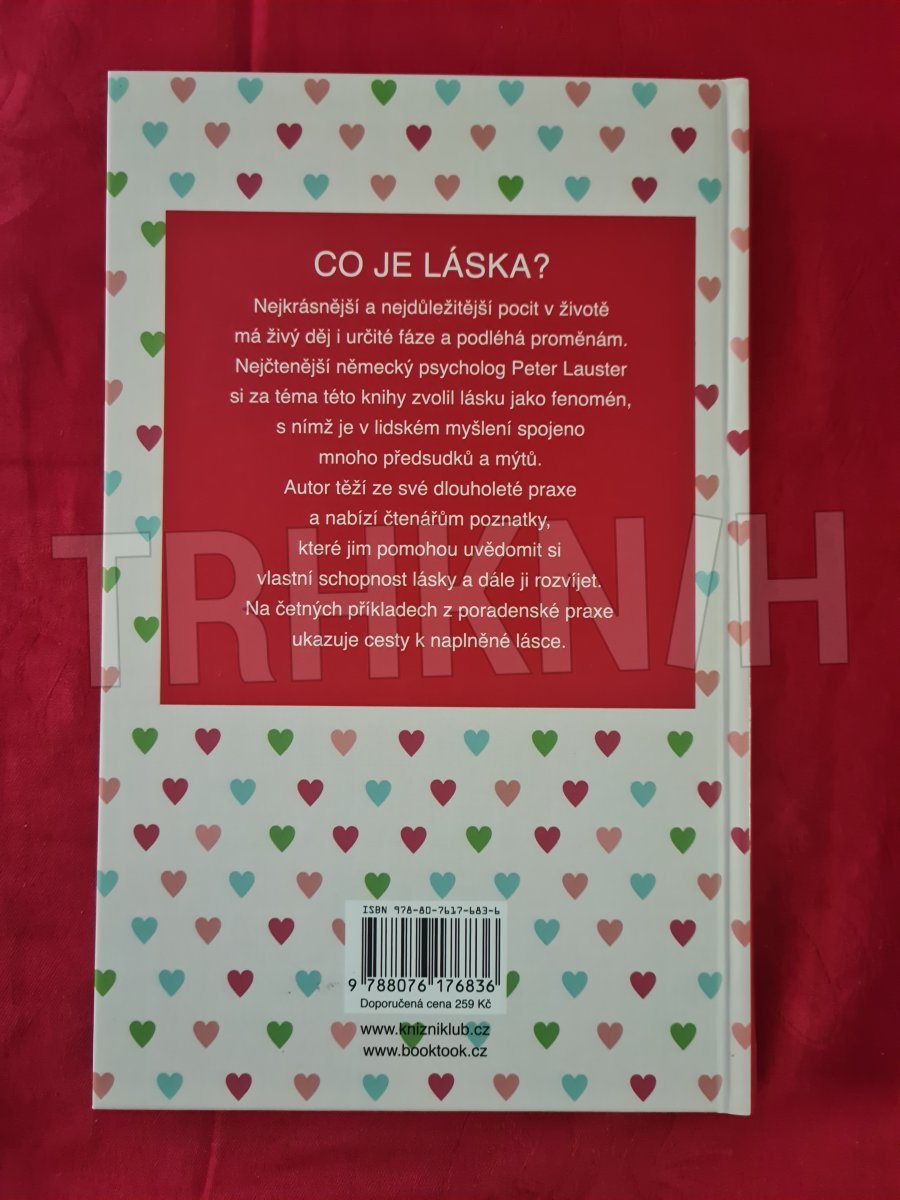 CO JE LÁSKA?
Nejkrásnější a nejdůležitější pocit v životě
má živý děj i určité fáze a podléhá proměnám.
Nejčtenější německý psycholog Peter Lauster
si za téma této knihy zvolil lásku jako fenomén,
s nímž je v lidském myšlení spojeno
mnoho předsudků a mýtů.
Autor těží ze své dlouholeté praxe
a nabízí čtenářům poznatky,
které jim pomohou uvědomit si
vlastní schopnost lásky a dále ji rozvíjet.
Na četných příkladech z poradenské praxe
ukazuje cesty k naplněné lásce.
TRHKNIH
ISBN 978-80-7617-683-6
9 788076 176836
Doporučená cena 259 Kč
www.knizniklub.cz
www.booktook.cz